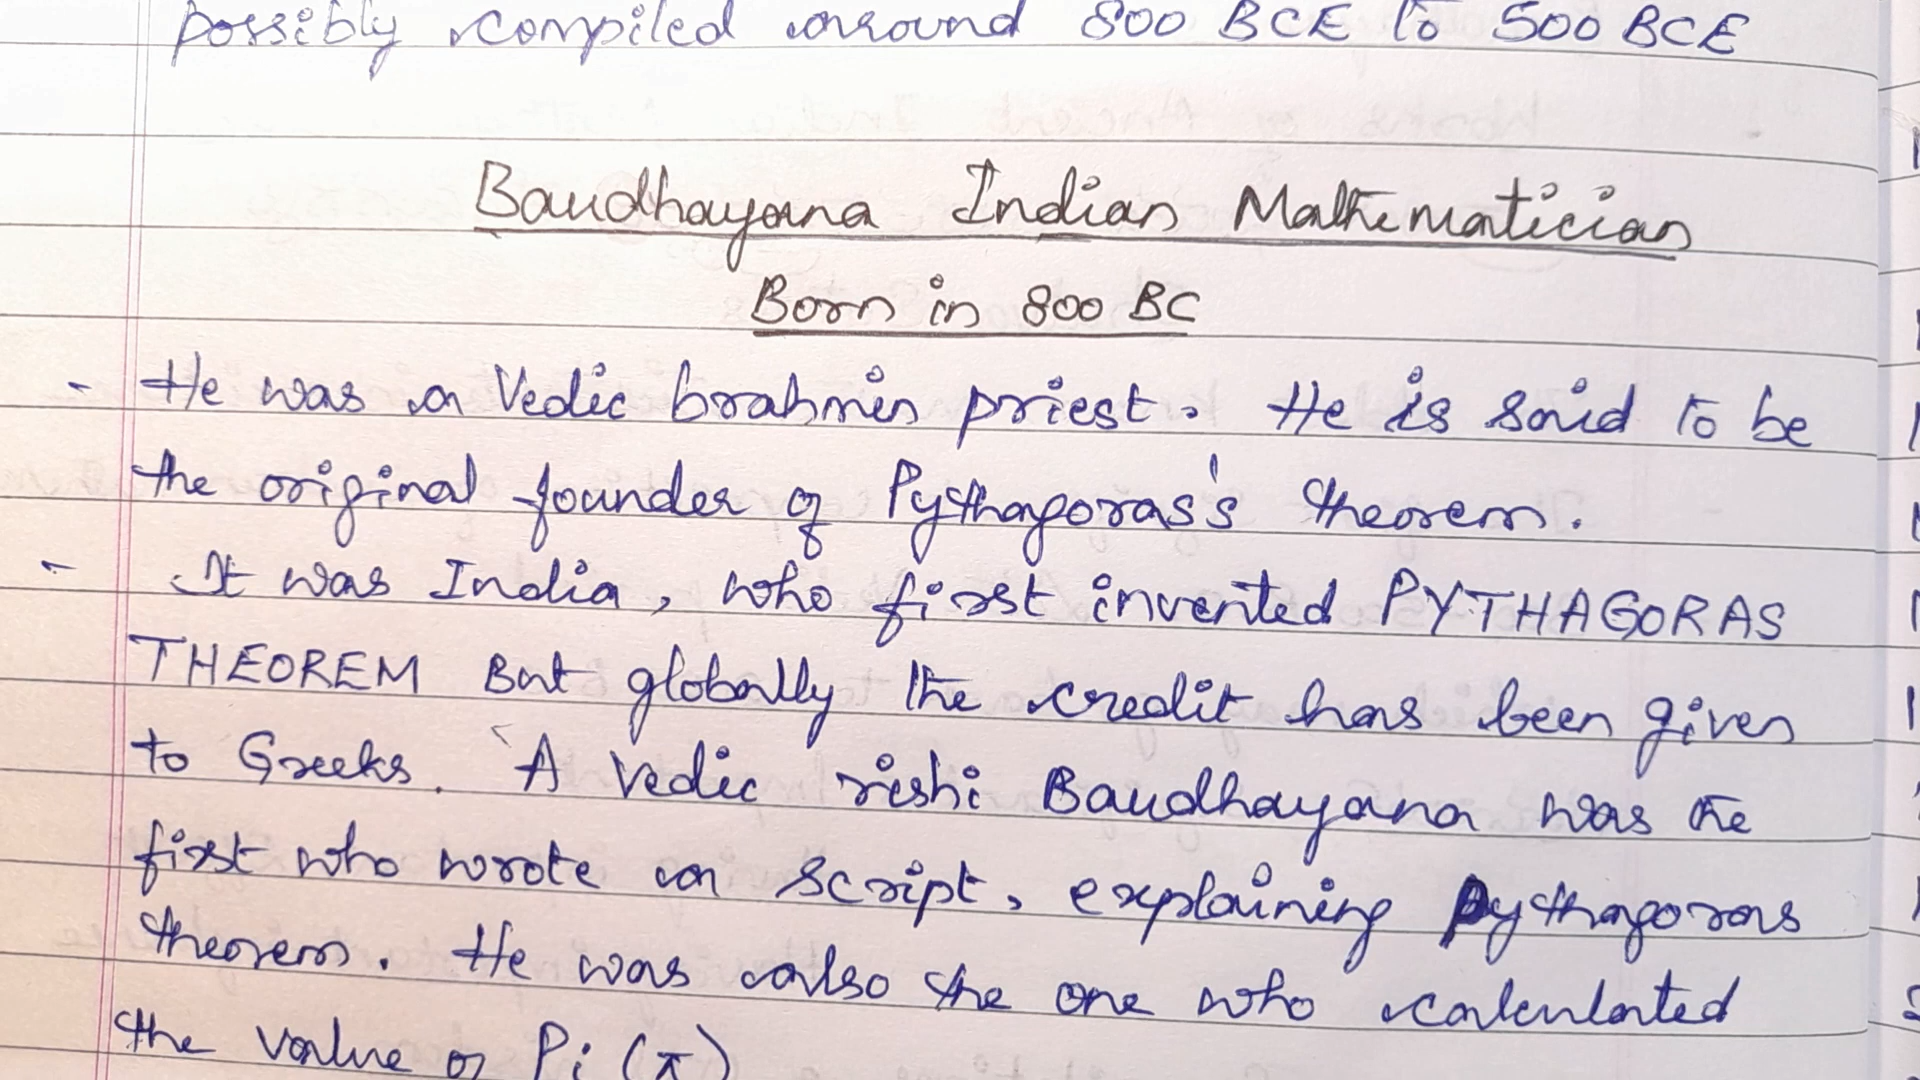 possibly compiled around 800 BCE to 500 BCE
Baudhayana Indian Mathematician
Born in 800 BC
- He was a Vedic brahmin priest. He is said to be
the original founder of Pythagoras's theorem.
- It was India, who first invented PYTHAGORAS
THEOREM But globally the credit has been given
to Greeks. A Vedic rishi Baudhayana was the
first who wrote a script, explaining Pythagoras
theorem. He was also the one who calculated
the value of Pi (π)